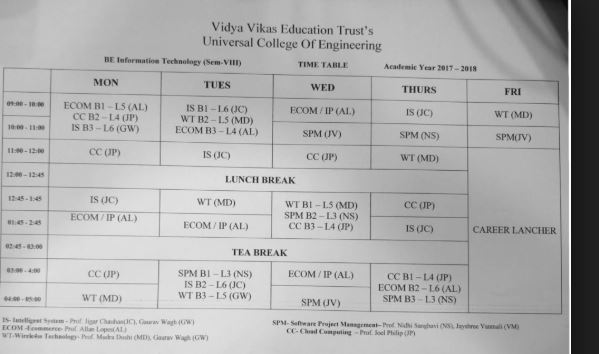 Vidya Vikas Education Trust's
Universal College Of Engineering
BE Information Technology (Sem-VIII) TIME TABLE Academic Year 2017 – 2018
MON TUES WED THURS FRI
09:00 - 10:00
10:00 - 11:00
ECOM B1 – L5 (AL)
CC B2 – L4 (JP)
IS B3 – L6 (GW)
IS B1 – L6 (JC)
WT B2 – L5 (MD)
ECOM B3 – L4 (AL)
ECOM / IP (AL)
SPM (JV)
IS (JC)
SPM (NS)
WT (MD)
SPM(JV)
11:00 – 12:00 CC (JP) IS (JC) CC (JP) WT (MD)
12:00 – 12:45 LUNCH BREAK
12:45 - 1:45 IS (JC) WT (MD)
WT B1 – L5 (MD)
SPM B2 – L3 (NS)
CC B3 – L4 (JP)
CC (JP)
01:45 - 2:45 ECOM / IP (AL) ECOM / IP (AL) IS (JC)
CAREER LANCHER
02:45 - 03:00 TEA BREAK
03:00 - 4:00 CC (JP)
04:00 - 05:00 WT (MD)
SPM B1 – L3 (NS)
IS B2 – L6 (JC)
WT B3 – L5 (GW)
ECOM / IP (AL)
SPM (JV)
CC B1 – L4 (JP)
ECOM B2 – L6 (AL)
SPM B3 – L3 (NS)
IS- Intelligent System - Prof. Jigar Chauhan(JC), Gaurav Wagh (GW)
ECOM -Ecommerce- Prof. Allan Lopes(AL)
Technology- Prof. Mudra Doshi (MD), Gaurav Wagh (GW)
SPM- Software Project Management– Prof. Nidhi Sanghavi (NS), Jayshree (VM)
CC- Cloud Computing – Prof. Joel Philip (JP)